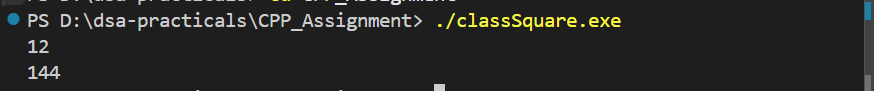 PS D:\dsa-practicals\CPP_Assignment> ./classSquare.exe
12
144